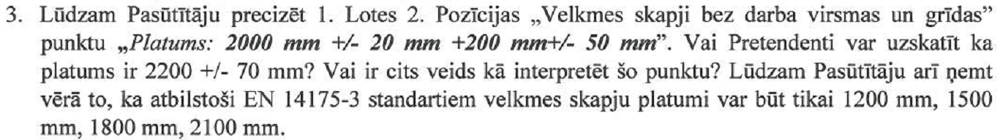 3. Lūdzam Pasūtītāju precizēt 1. Lotes 2. Pozīcijas „Velkmes skapji bez darba virsmas un grīdas”
punktu „Platums: 2000 mm +/- 20 mm +200 mm+/- 50 mm”. Vai Pretendenti var uzskatīt ka
platums ir 2200 +/- 70 mm? Vai ir cits veids kā interpretēt šo punktu? Lūdzam Pasūtītāju arī ņemt
vērā to, ka atbilstoši EN 14175-3 standartiem velkmes skapju platumi var būt tikai 1200 mm, 1500
mm, 1800 mm, 2100 mm.